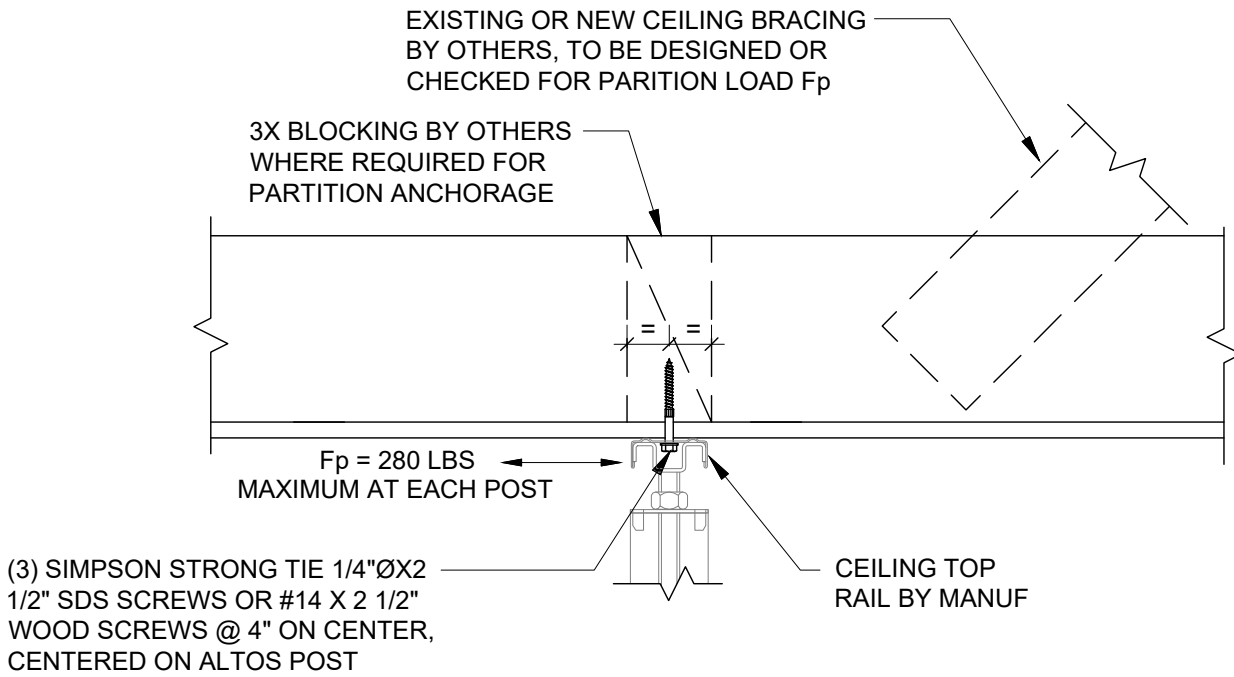 EXISTING OR NEW CEILING BRACING
BY OTHERS, TO BE DESIGNED OR
CHECKED FOR PARITION LOAD Fp
3X BLOCKING BY OTHERS
WHERE REQUIRED FOR
PARTITION ANCHORAGE
= =
Fp = 280 LBS
MAXIMUM AT EACH POST
(3) SIMPSON STRONG TIE 1/4"ØX2
1/2" SDS SCREWS OR #14 X 2 1/2"
WOOD SCREWS @ 4" ON CENTER,
CENTERED ON ALTOS POST
CEILING TOP
RAIL BY MANUF